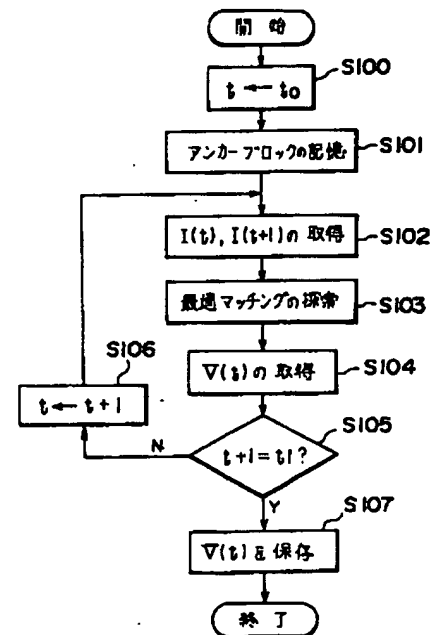 開始
S100
t ← t0
アンカーブロックの記憶
S101
I(t), I(t+1)の取得
S102
最適マッチングの探索
S103
S106
∇(t)の取得
S104
t ← t+1
S105
N
t+1=t1?
Y
S107
∇(t)を保存
終了